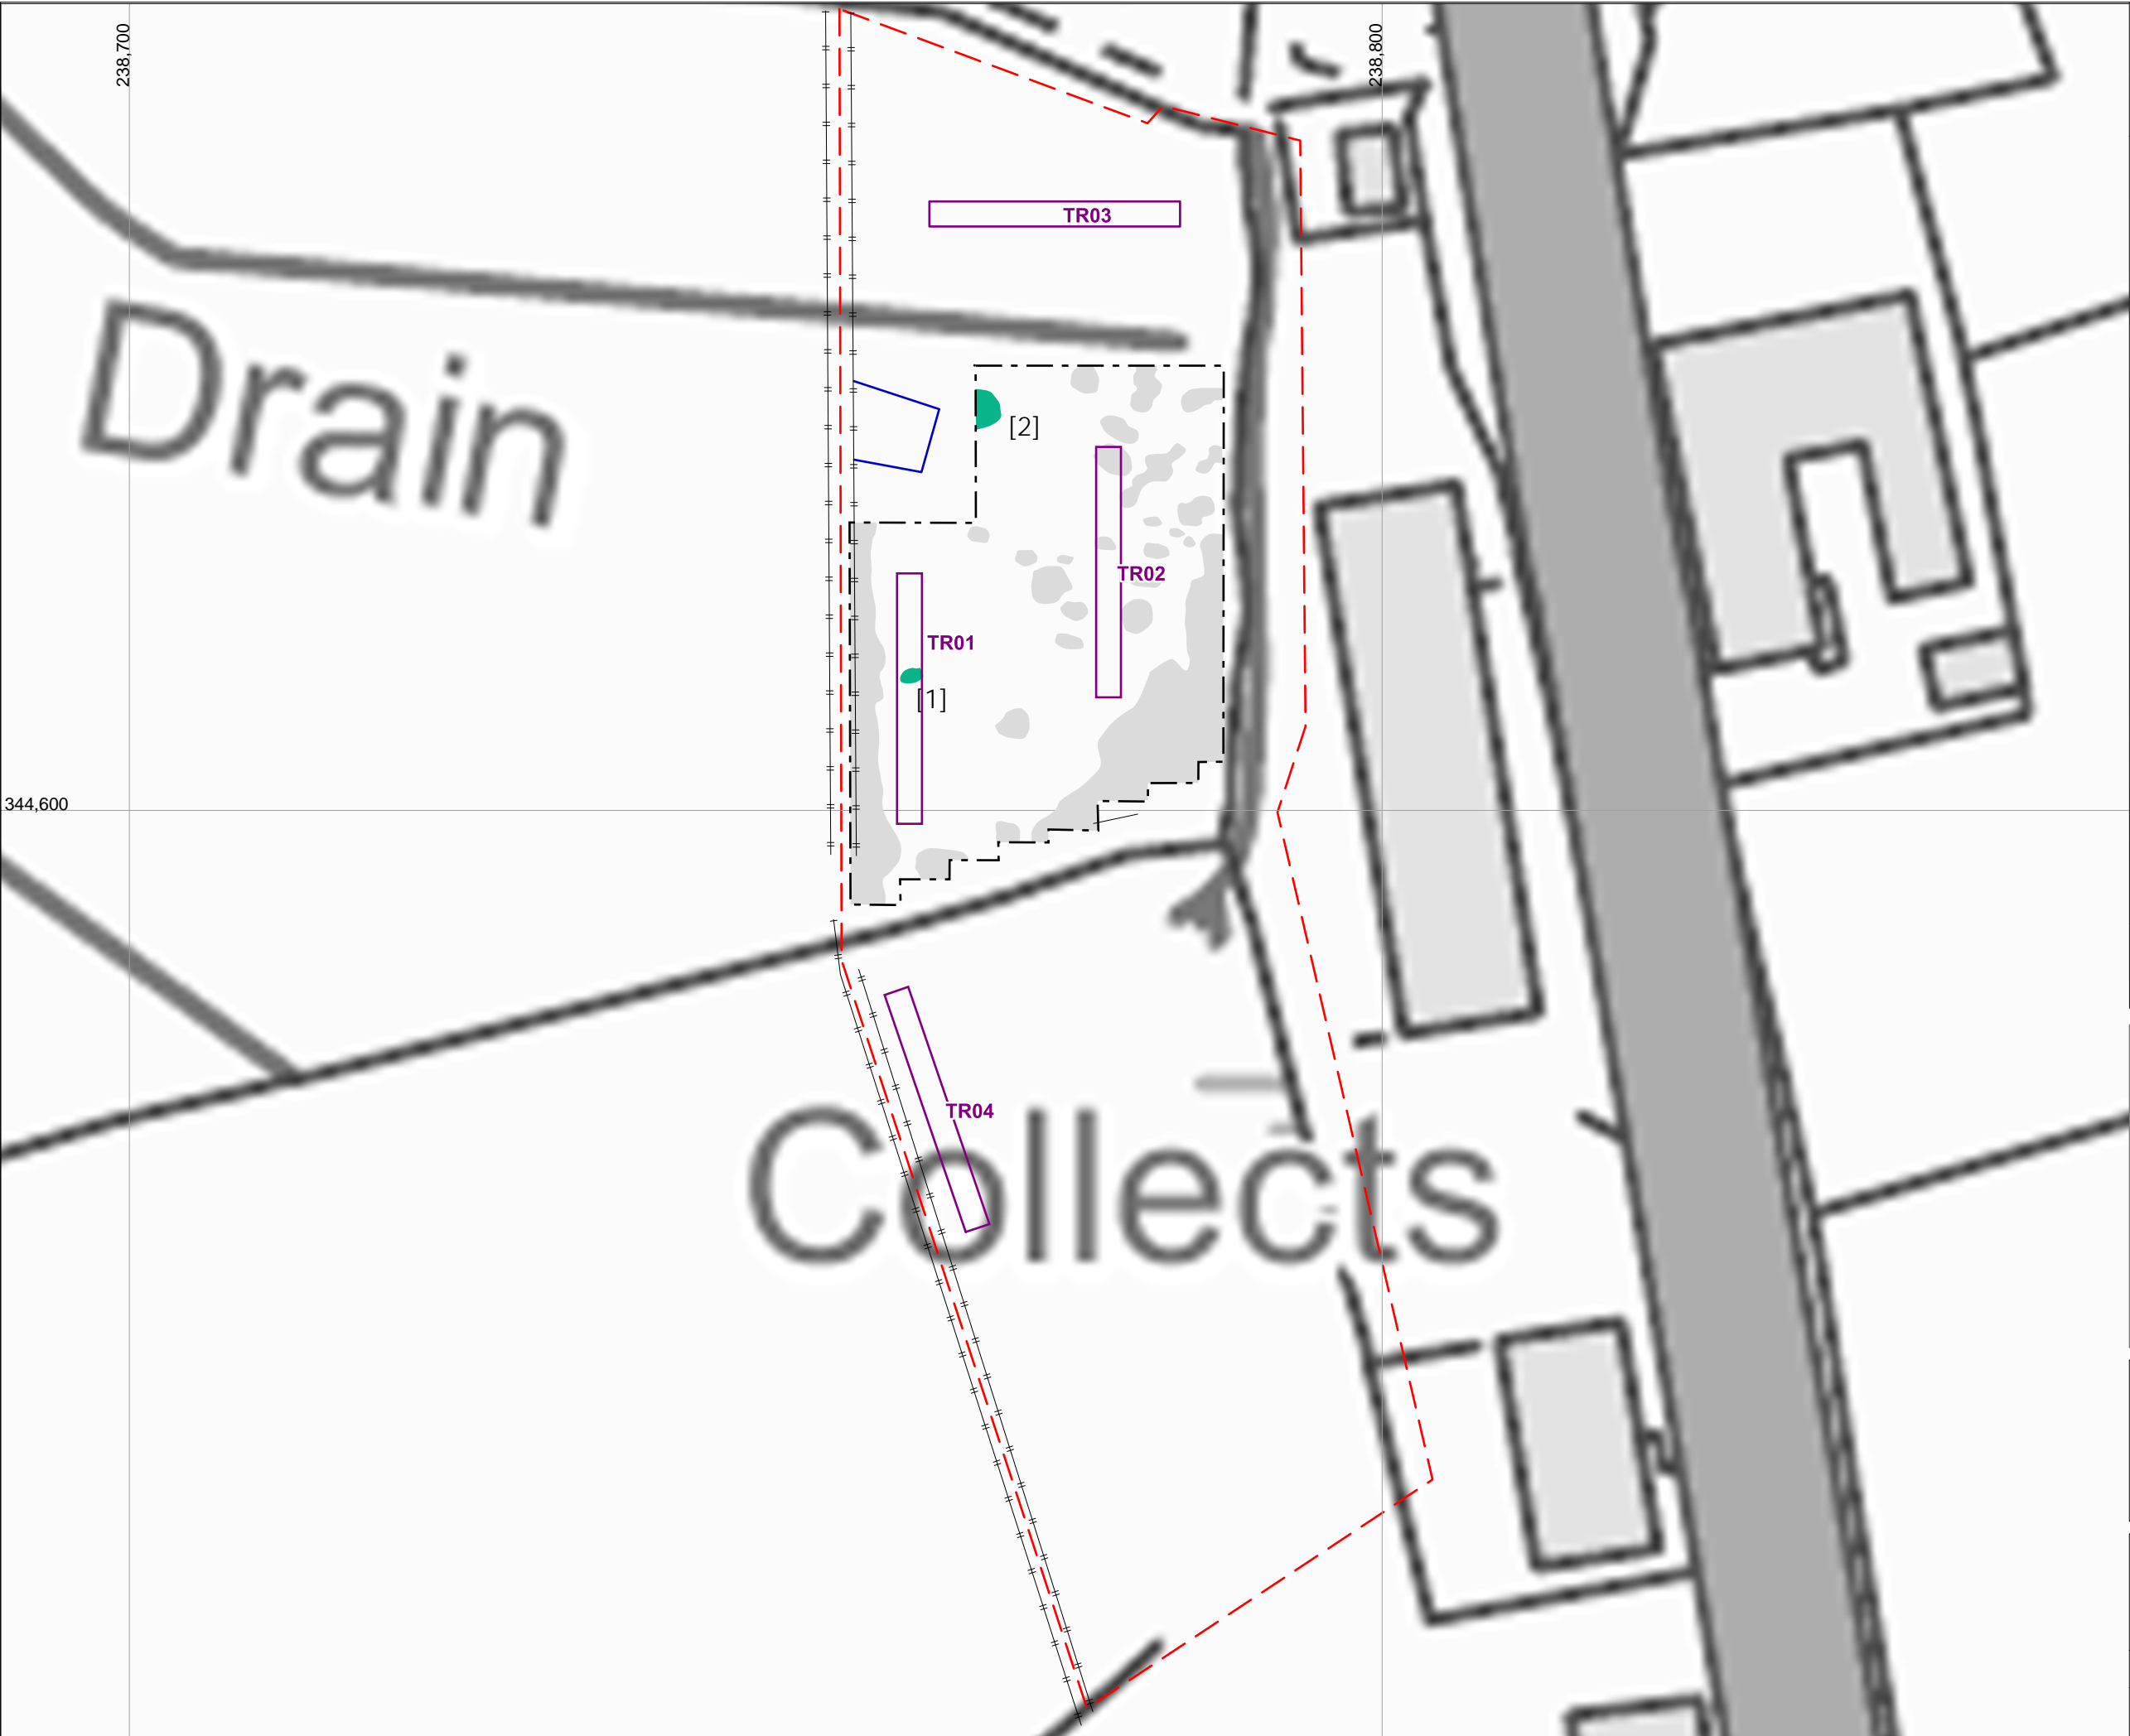 238,700
238,800
TR03
Drain
[2]
TR02
TR01
[1]
344,600
TR04
Collects